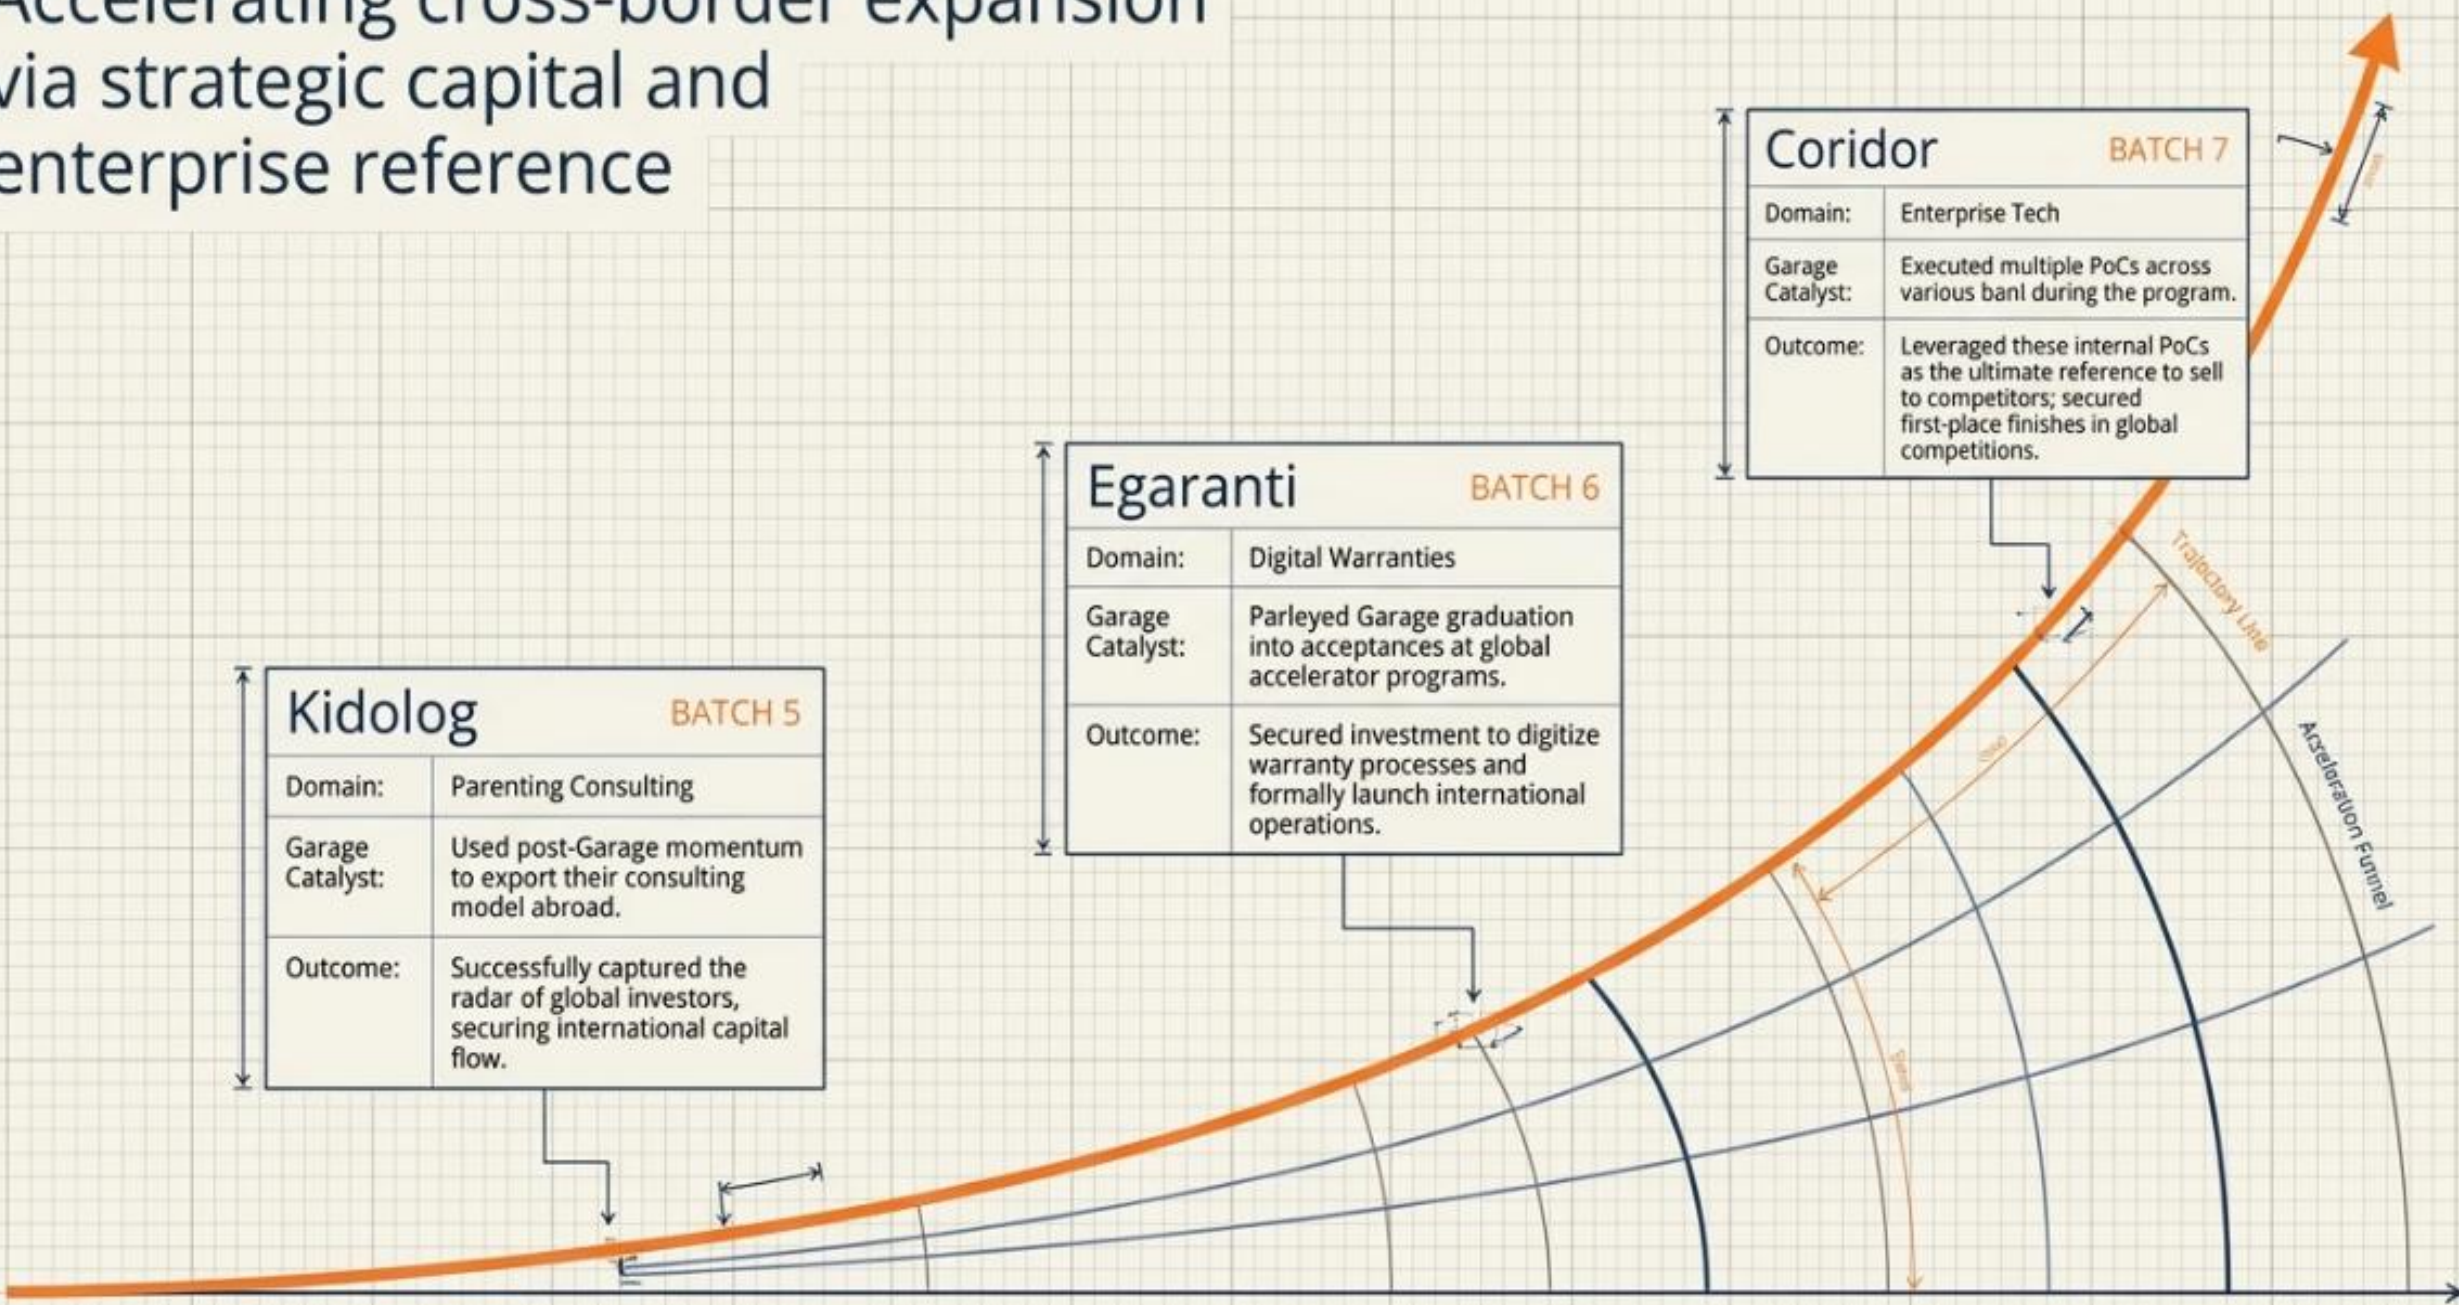 Accelerating cross-border expansion
via strategic capital and
enterprise reference
Coridor
BATCH 7
Domain:
Enterprise Tech
Garage
Catalyst:
Executed multiple PoCs across
various banl during the program.
Outcome:
Leveraged these internal PoCs
as the ultimate reference to sell
to competitors; secured
first-place finishes in global
competitions.
Egaranti
BATCH 6
Domain:
Digital Warranties
Garage
Catalyst:
Parleyed Garage graduation
into acceptances at global
accelerator programs.
Outcome:
Secured investment to digitize
warranty processes and
formally launch international
operations.
Kidolog
BATCH 5
Domain:
Parenting Consulting
Garage
Catalyst:
Used post-Garage momentum
to export their consulting
model abroad.
Outcome:
Successfully captured the
radar of global investors,
securing international capital
flow.
Line